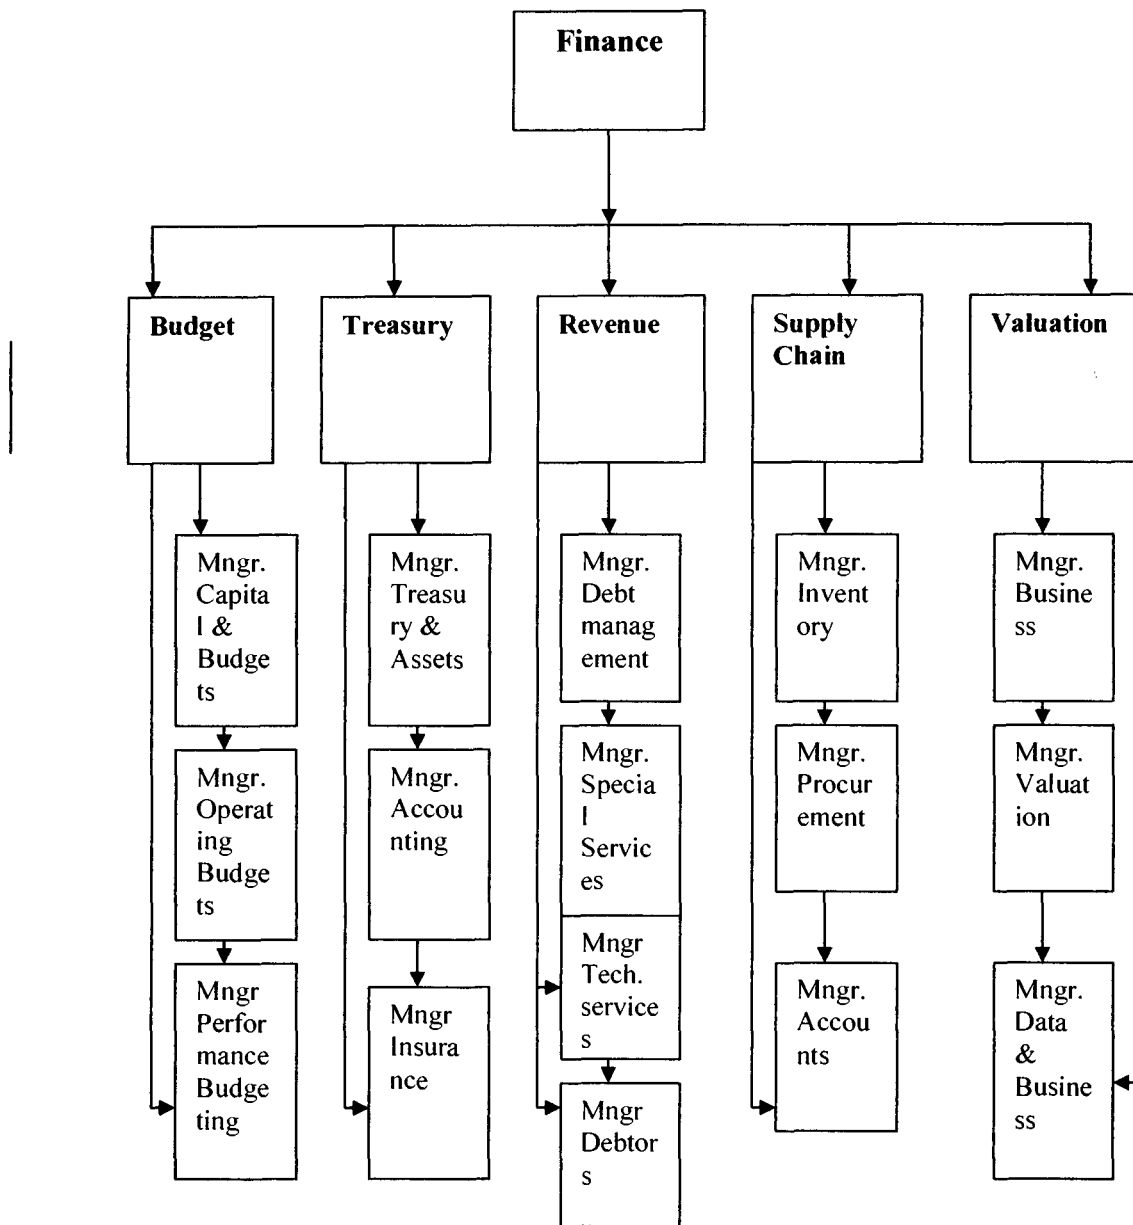 Finance
Budget
Treasury
Revenue
Supply
Chain
Valuation
Mngr.
Capita
l &
Budge
ts
Mngr.
Operat
ing
Budge
ts
Mngr
Perfor
mance
Budge
ting
Mngr.
Treasu
ry &
Assets
Mngr.
Accou
nting
Mngr
Insura
nce
Mngr.
Debt
manag
ement
Mngr.
Specia
l
Servic
es
Mngr
Tech.
service
s
Mngr
Debtor
s
Mngr.
Invent
ory
Mngr.
Procur
ement
Mngr.
Accou
nts
Mngr.
Busine
ss
Mngr.
Valuat
ion
Mngr.
Data
&
Busine
ss